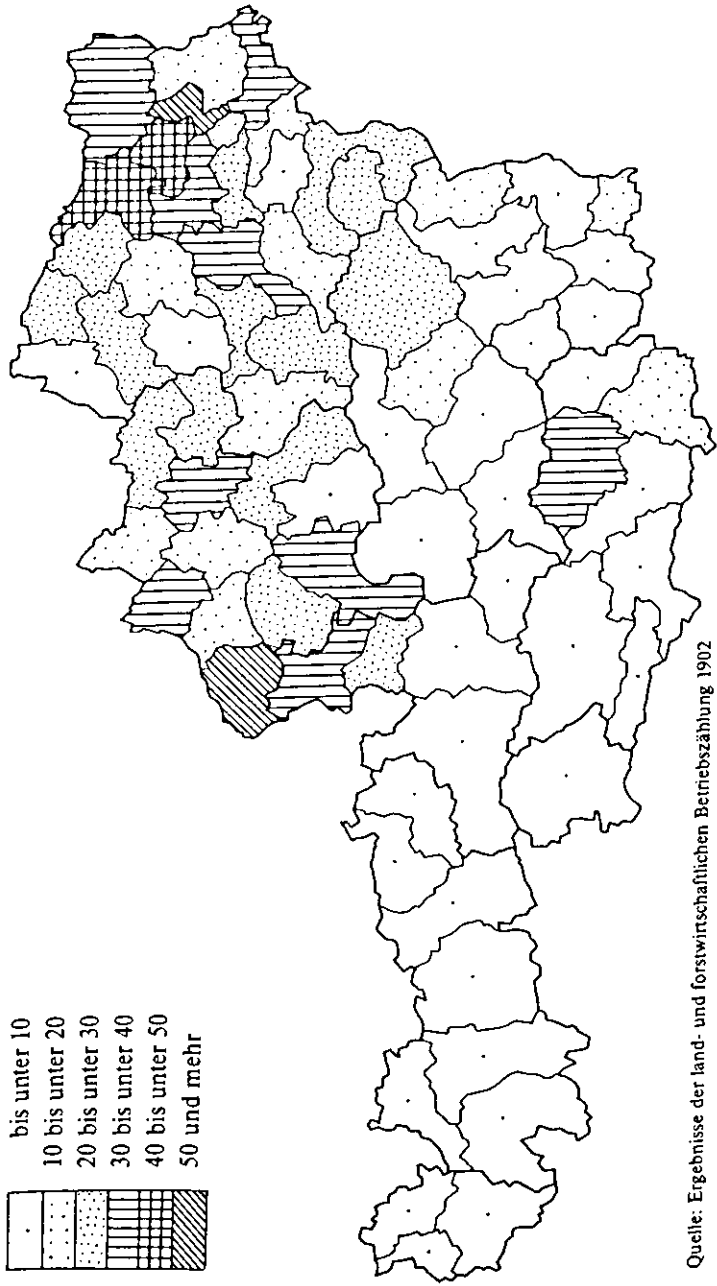 bis unter 10
10 bis unter 20
20 bis unter 30
30 bis unter 40
40 bis unter 50
50 und mehr
Quelle: Ergebnisse der land- und forstwirtschaftlichen Betriebszählung 1902